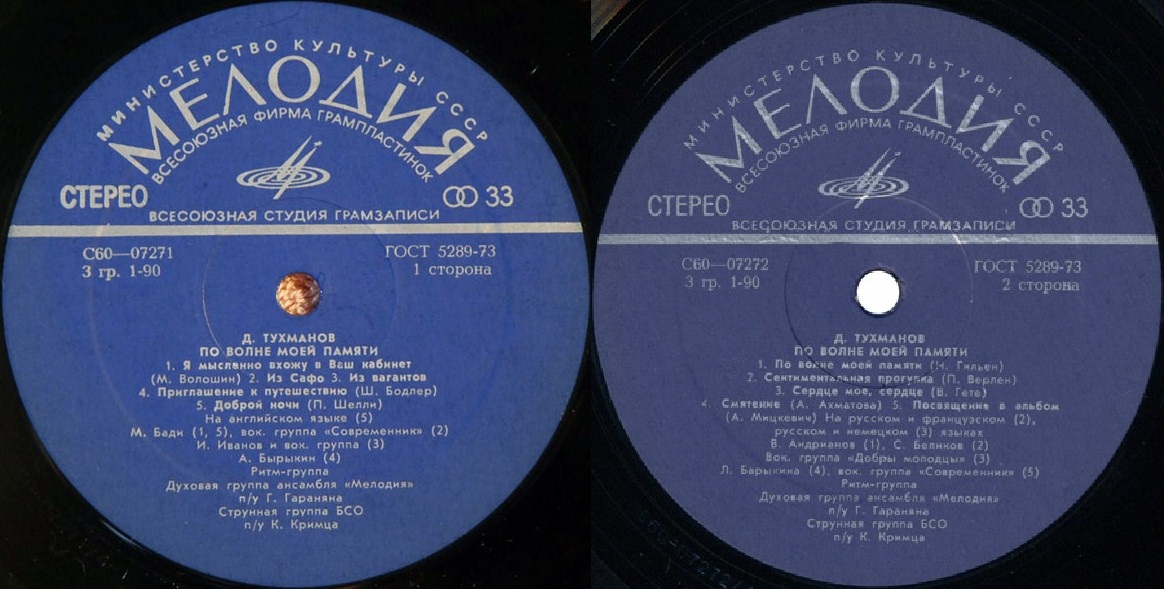 МИНИСТЕРСТВО КУЛЬТУРЫ СССР
МЕЛОДИЯ
ВСЕСОЮЗНАЯ ФИРМА ГРАМПЛАСТИНОК
СТЕРЕО
33
ВСЕСОЮЗНАЯ СТУДИЯ ГРАМЗАПИСИ
С60—07271
ГОСТ 5289-73
3 гр. 1-90
1 сторона
Д. ТУХМАНОВ
ПО ВОЛНЕ МОЕЙ ПАМЯТИ
1. Я мысленно вхожу в Ваш кабинет
(М. Волошин) 2. Из Сафо 3. Из вагантов
4. Приглашение к путешествию (Ш. Бодлер)
5. Доброй ночи (П. Шелли)
На английском языке (5)
М. Бади (1, 5), вок. группа «Современник» (2)
И. Иванов и вок. группа (3)
А. Бырыкин (4)
Ритм-группа
Духовая группа ансамбля «Мелодия»
п/у Г. Гараняна
Струнная группа БСО
п/у К. Кримца
МИНИСТЕРСТВО КУЛЬТУРЫ СССР
МЕЛОДИЯ
ВСЕСОЮЗНАЯ ФИРМА ГРАМПЛАСТИНОК
СТЕРЕО
33
ВСЕСОЮЗНАЯ СТУДИЯ ГРАМЗАПИСИ
С60—07272
ГОСТ 5289-73
3 гр. 1-90
2 сторона
Д. ТУХМАНОВ
ПО ВОЛНЕ МОЕЙ ПАМЯТИ
1. По волне моей памяти (Н. Гильен)
2. Сентиментальная прогулка (П. Верлен)
3. Сердце мое, сердце (В. Гете)
4. Смятение (А. Ахматова) 5. Посвящение в альбом
(А. Мицкевич) На русском и французском (2),
русском и немецком (3) языках
В. Андрианов (1), С. Беликов (2)
Вок. группа «Добры молодцы» (3)
Л. Барыкина (4), вок. группа «Современник» (5)
Ритм-группа
Духовая группа ансамбля «Мелодия»
п/у Г. Гараняна
Струнная группа БСО
п/у К. Кримца